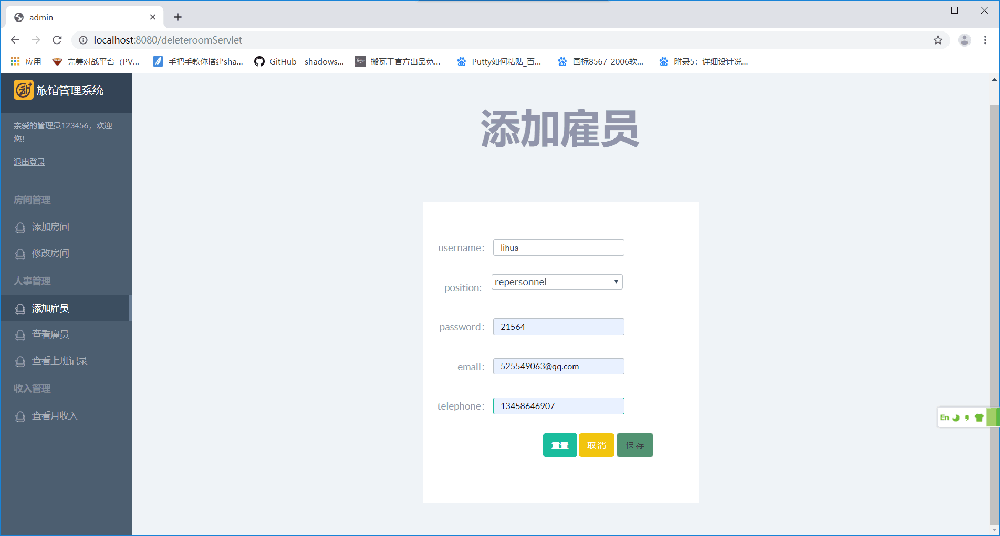 admin
localhost:8080/deleteroomServlet
应用
完美对战平台（PV...
手把手教你搭建sha...
GitHub - shadows...
搬瓦工官方出品免...
Putty如何粘贴_百...
国标8567-2006软...
附录5：详细设计说...
旅馆管理系统
亲爱的管理员123456，欢迎
您！
退出登录
房间管理
添加房间
修改房间
人事管理
添加雇员
查看雇员
查看上班记录
收入管理
查看月收入
添加雇员
username：
lihua
position:
repersonnel
password：
21564
email：
525549063@qq.com
telephone：
13458646907
重置
取消
保存
En